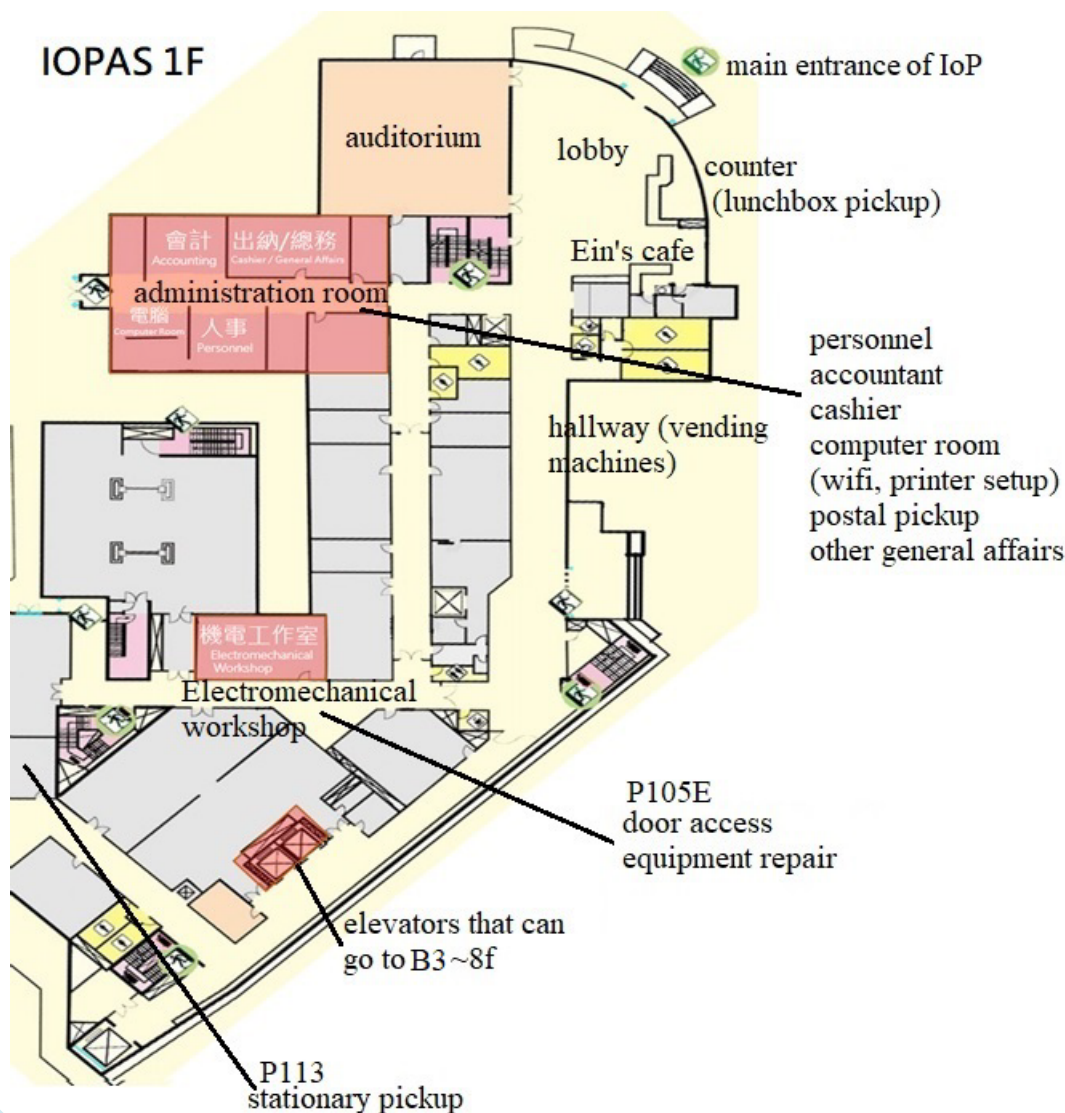 IOPAS 1F
main entrance of IoP
auditorium
lobby
counter
(lunchbox pickup)
會計
Accounting
出納/總務
Cashier / General Affairs
Ein's cafe
administration room
電腦
Computer Room
人事
Personnel
personnel
accountant
cashier
computer room
(wifi, printer setup)
postal pickup
other general affairs
hallway (vending
machines)
機電工作室
Electromechanical
Workshop
Electromechanical
workshop
P105E
door access
equipment repair
elevators that can
go to B3~8f
P113
stationary pickup